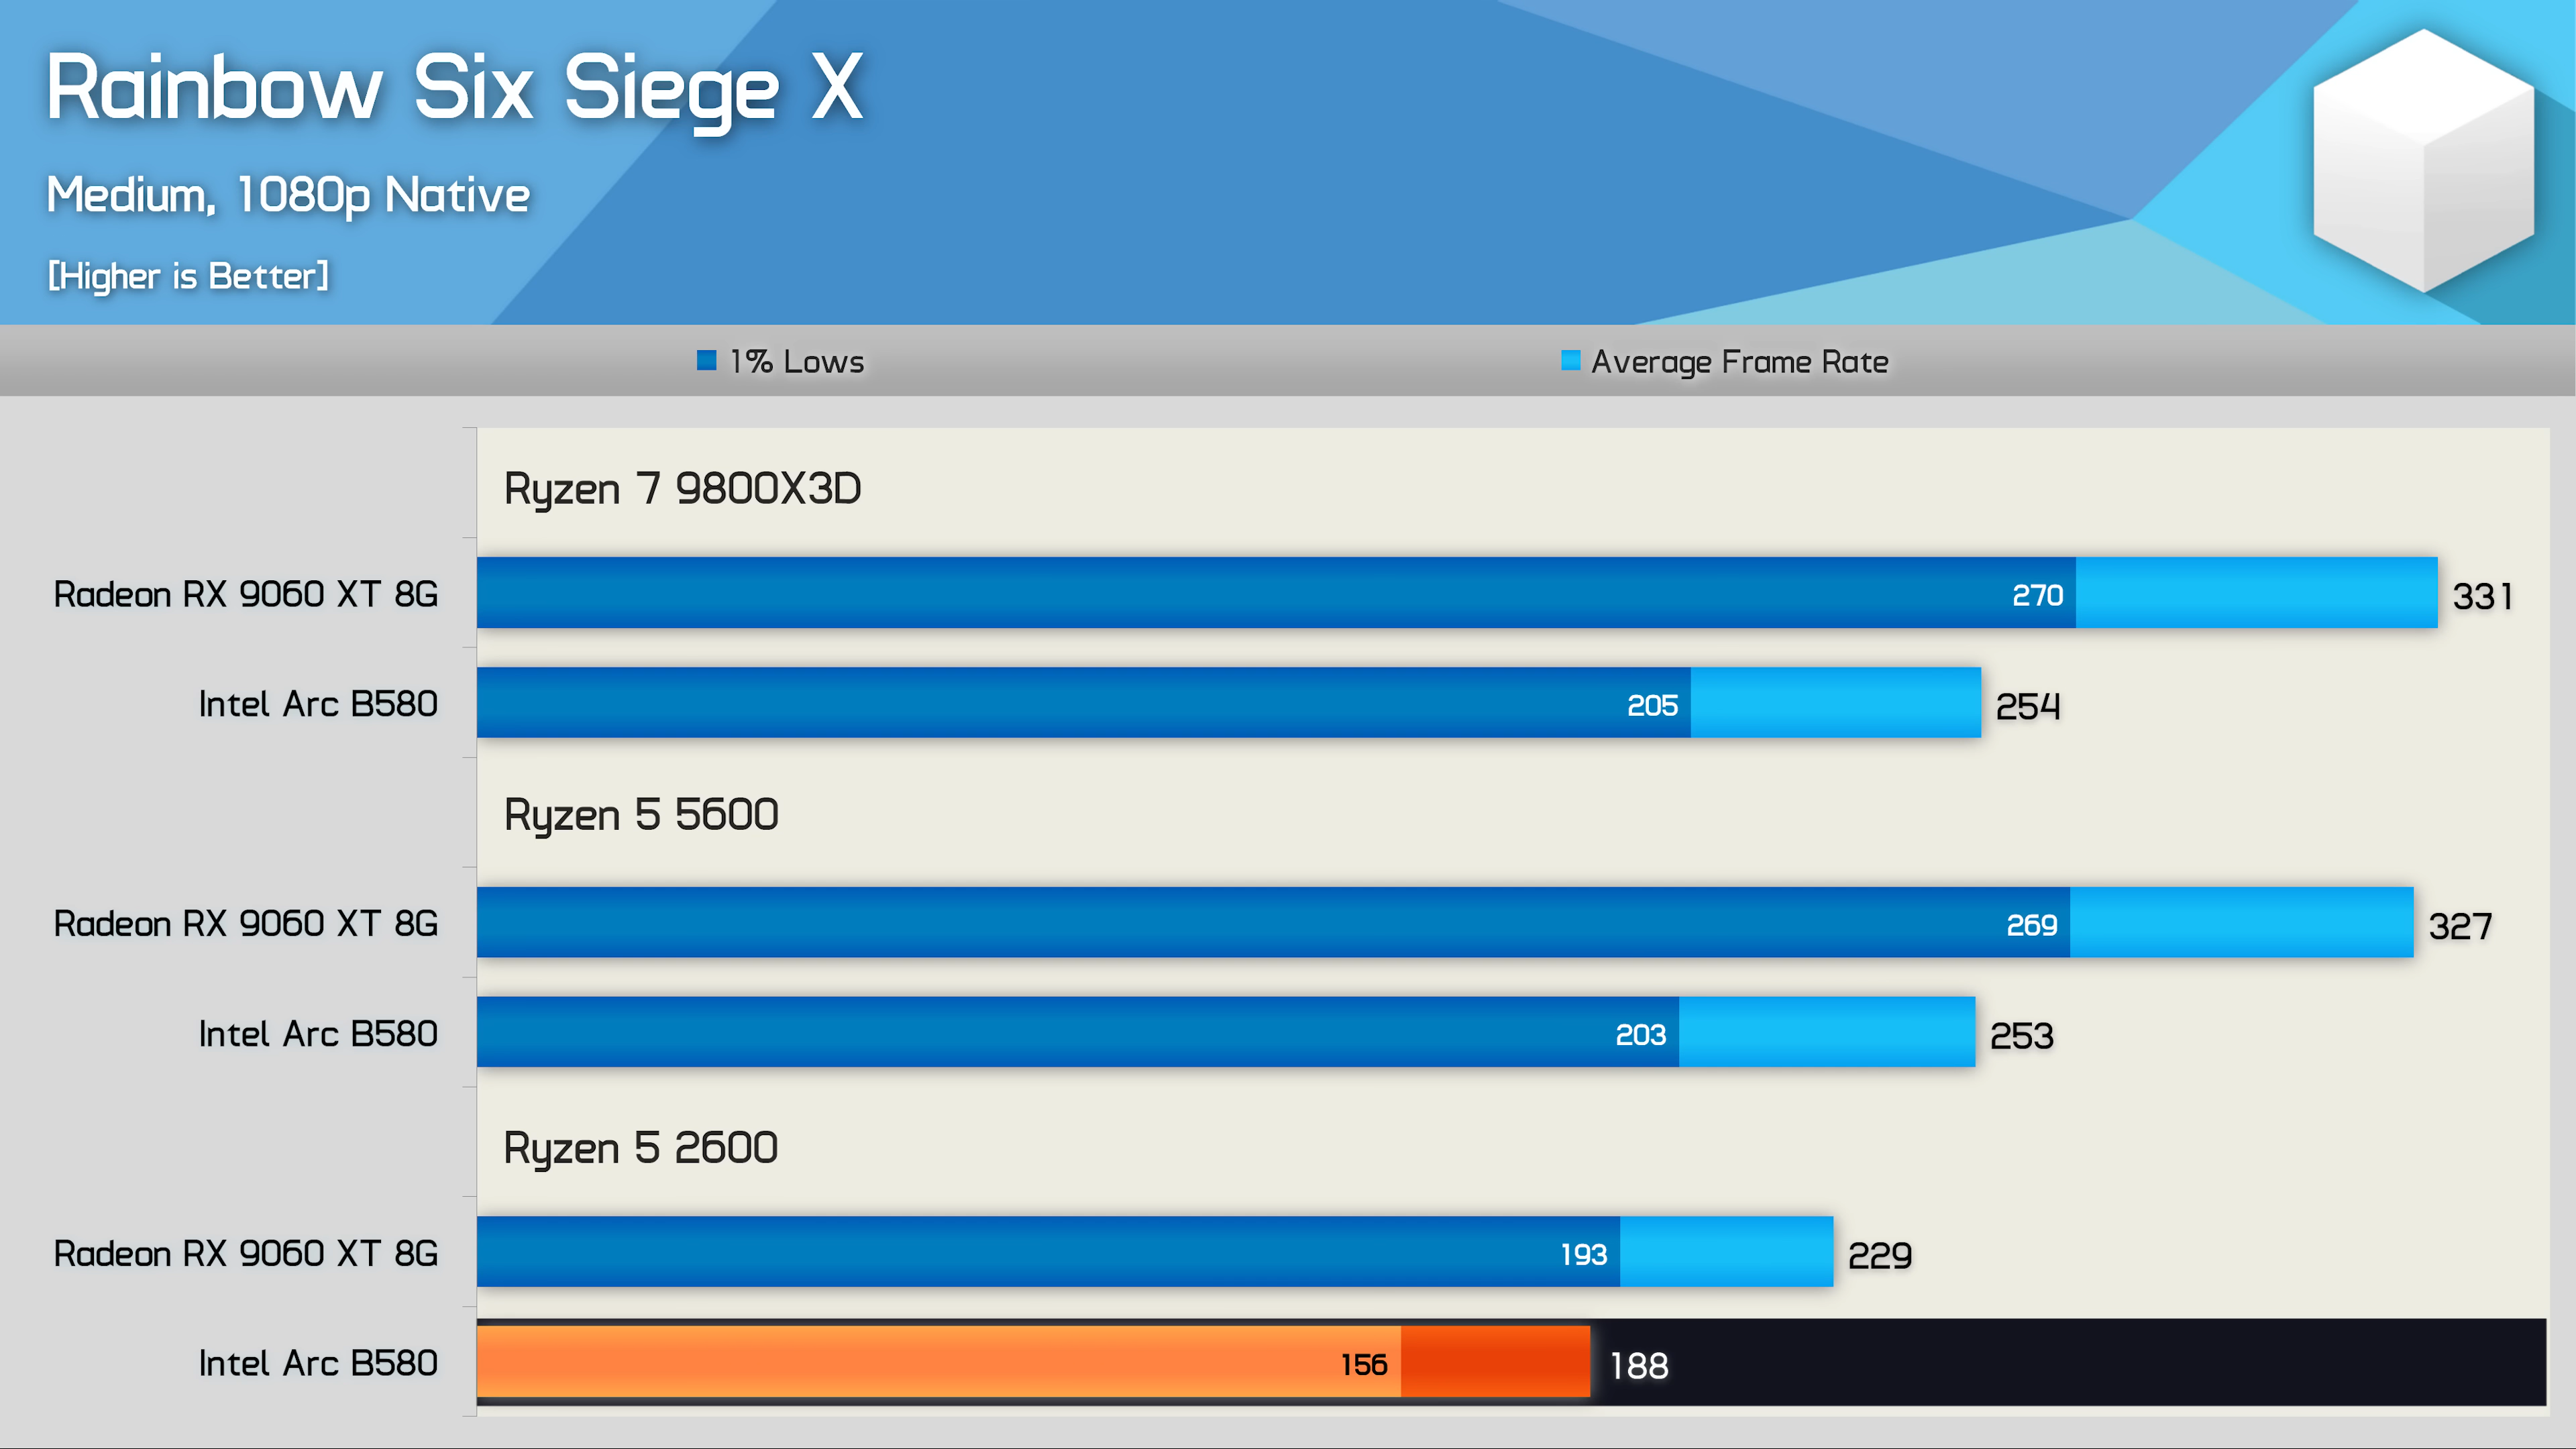 Rainbow Six Siege X
Medium, 1080p Native
[Higher is Better]
1% Lows Average Frame Rate
Ryzen 7 9800X3D
Radeon RX 9060 XT 8G 270 331
Intel Arc B580 205 254
Ryzen 5 5600
Radeon RX 9060 XT 8G 269 327
Intel Arc B580 203 253
Ryzen 5 2600
Radeon RX 9060 XT 8G 193 229
Intel Arc B580 156 188